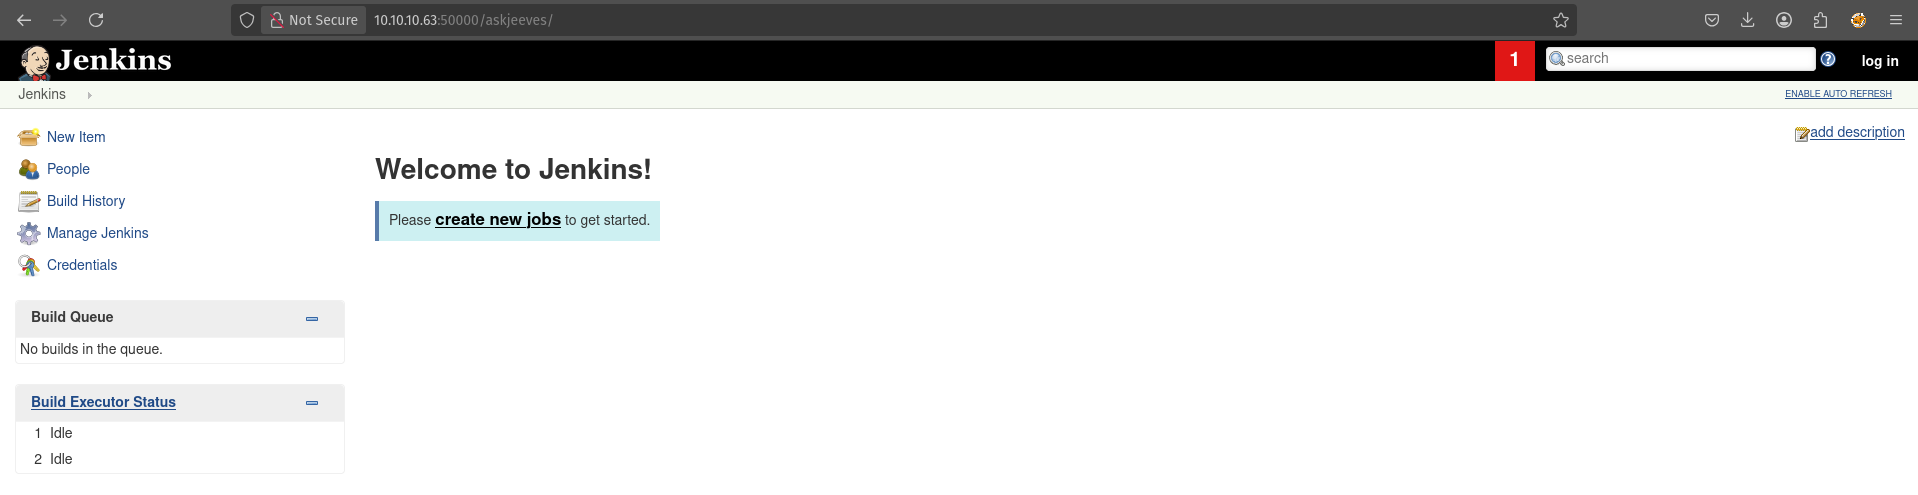 Not Secure 10.10.10.63:50000/askjeeves/
Jenkins 1 search log in
Jenkins ENABLE AUTO REFRESH
New Item
People
Build History
Manage Jenkins
Credentials
add description
Welcome to Jenkins!
Please create new jobs to get started.
Build Queue
No builds in the queue.
Build Executor Status
1 Idle
2 Idle